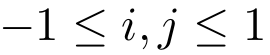 −1 ≤ i, j ≤ 1